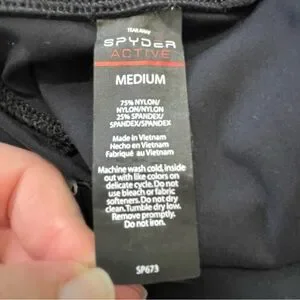 TEAR AWAY
SPYDER
ACTIVE
MEDIUM
75% NYLON/
NYLON/NYLON
25% SPANDEX/
SPANDEX/SPANDEX
Made in Vietnam
Hecho en Vietnam
Fabriqué au Vietnam
Machine wash cold, inside
out with like colors on
delicate cycle. Do not
use bleach or fabric
softeners. Do not dry
clean. Tumble dry low.
Remove promptly.
Do not iron.
SP673